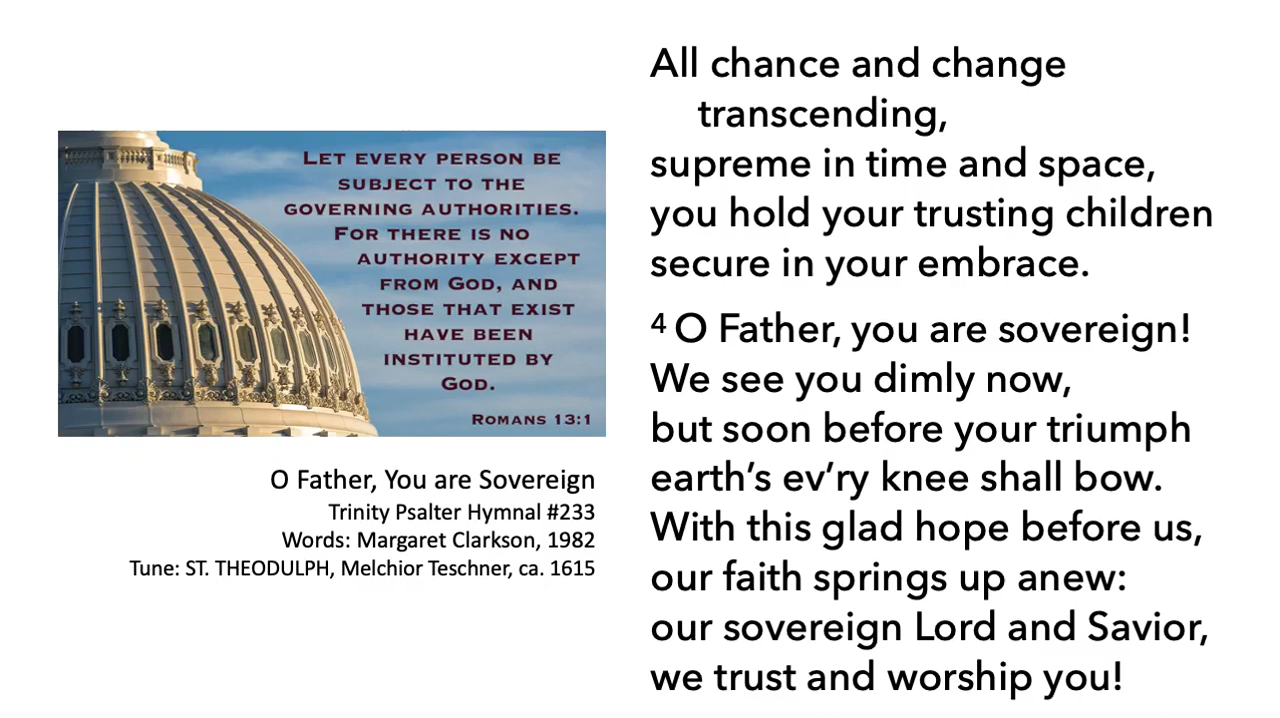 LET EVERY PERSON BE
SUBJECT TO THE
GOVERNING AUTHORITIES.
FOR THERE IS NO
AUTHORITY EXCEPT
FROM GOD, AND
THOSE THAT EXIST
HAVE BEEN
INSTITUTED BY
GOD.
ROMANS 13:1
O Father, You are Sovereign
Trinity Psalter Hymnal #233
Words: Margaret Clarkson, 1982
Tune: ST. THEODULPH, Melchior Teschner, ca. 1615
All chance and change
transcending,
supreme in time and space,
you hold your trusting children
secure in your embrace.
4 O Father, you are sovereign!
We see you dimly now,
but soon before your triumph
earth’s ev’ry knee shall bow.
With this glad hope before us,
our faith springs up anew:
our sovereign Lord and Savior,
we trust and worship you!